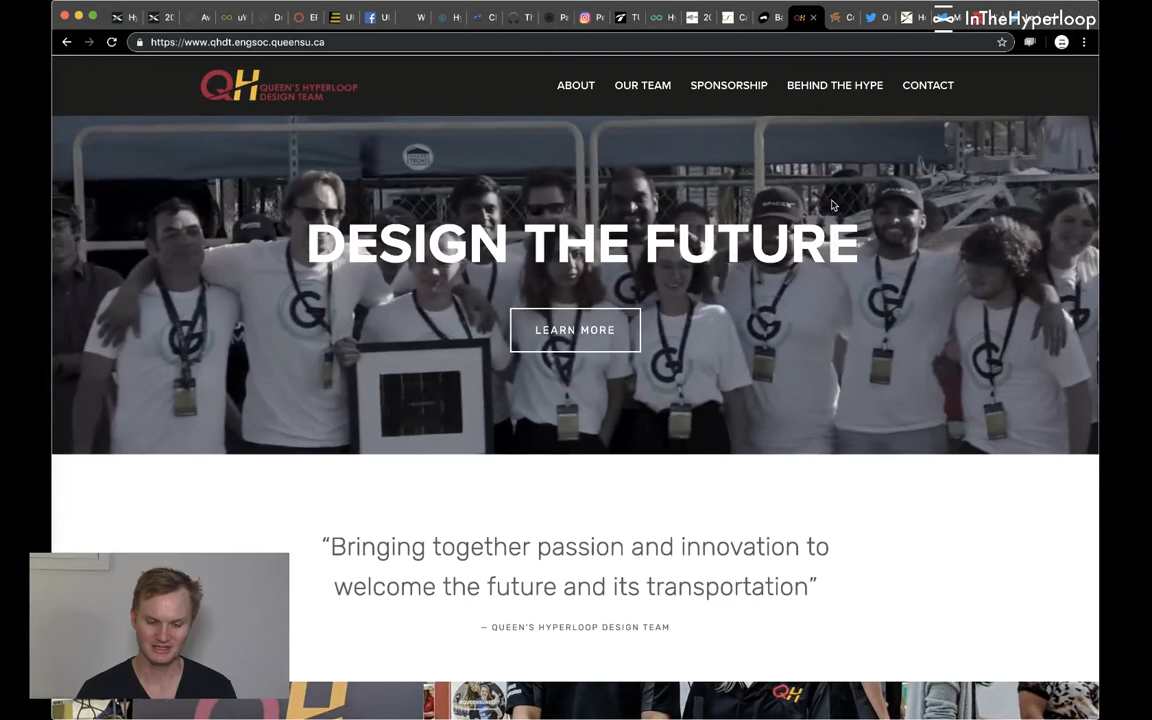 InTheHyperloop
https://www.qhdt.engsoc.queensu.ca
QH QUEEN'S HYPERLOOP
DESIGN TEAM
ABOUT OUR TEAM SPONSORSHIP BEHIND THE HYPE CONTACT
DESIGN THE FUTURE
LEARN MORE
“Bringing together passion and innovation to
welcome the future and its transportation”
— QUEEN'S HYPERLOOP DESIGN TEAM
QH